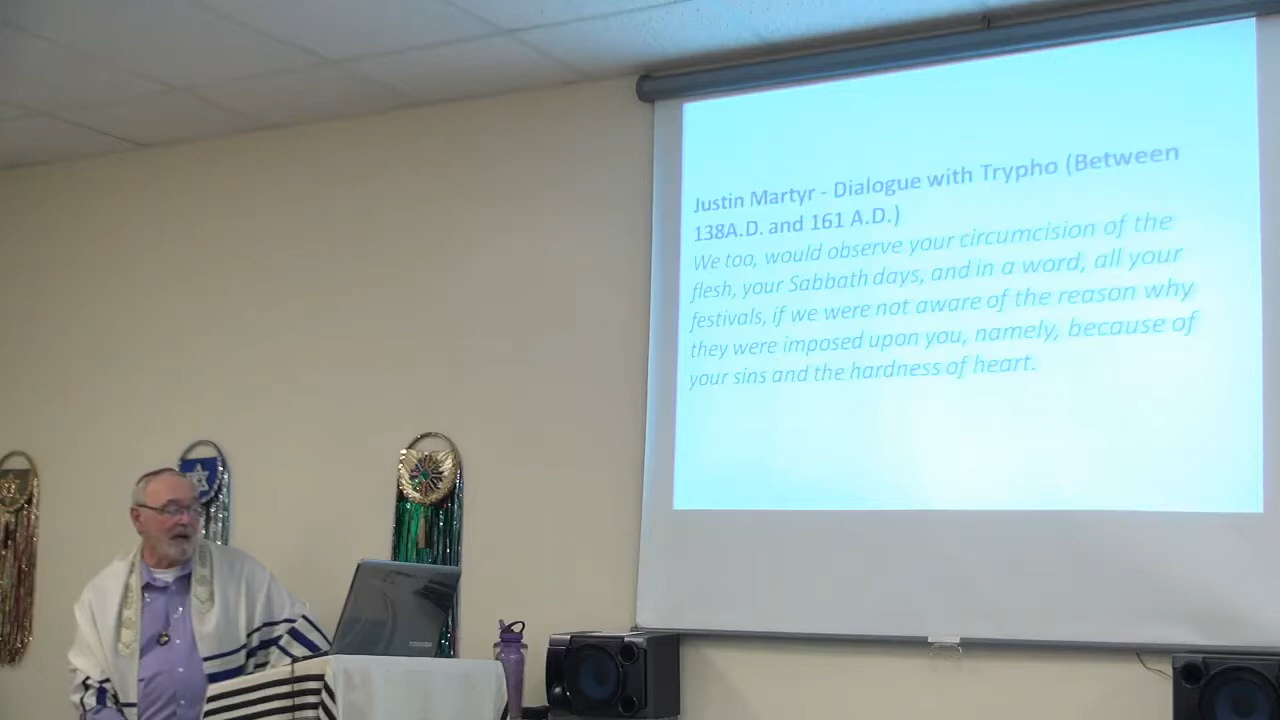 Justin Martyr - Dialogue with Trypho (Between
138A.D. and 161 A.D.)
We too, would observe your circumcision of the
flesh, your Sabbath days, and in a word, all your
festivals, if we were not aware of the reason why
they were imposed upon you, namely, because of
your sins and the hardness of heart.
TOSHIBA